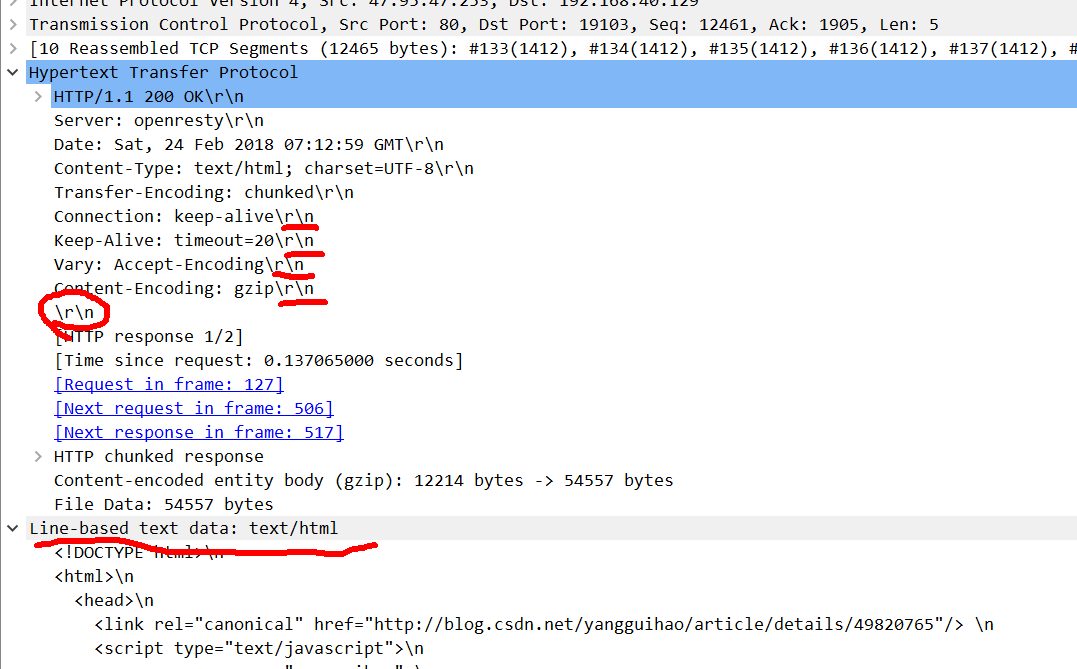 Internet Protocol Version 4, Src: 47.95.47.253, Dst: 192.168.40.129
Transmission Control Protocol, Src Port: 80, Dst Port: 19103, Seq: 12461, Ack: 1905, Len: 5
[10 Reassembled TCP Segments (12465 bytes): #133(1412), #134(1412), #135(1412), #136(1412), #137(1412), #
Hypertext Transfer Protocol
HTTP/1.1 200 OK\r\n
Server: openresty\r\n
Date: Sat, 24 Feb 2018 07:12:59 GMT\r\n
Content-Type: text/html; charset=UTF-8\r\n
Transfer-Encoding: chunked\r\n
Connection: keep-alive\r\n
Keep-Alive: timeout=20\r\n
Vary: Accept-Encoding\r\n
Content-Encoding: gzip\r\n
\r\n
[HTTP response 1/2]
[Time since request: 0.137065000 seconds]
[Request in frame: 127]
[Next request in frame: 506]
[Next response in frame: 517]
HTTP chunked response
Content-encoded entity body (gzip): 12214 bytes -> 54557 bytes
File Data: 54557 bytes
Line-based text data: text/html
<!DOCTYPE html>\n
<html>\n
<head>\n
<link rel="canonical" href="http://blog.csdn.net/yangguihao/article/details/49820765"/> \n
<script type="text/javascript">\n